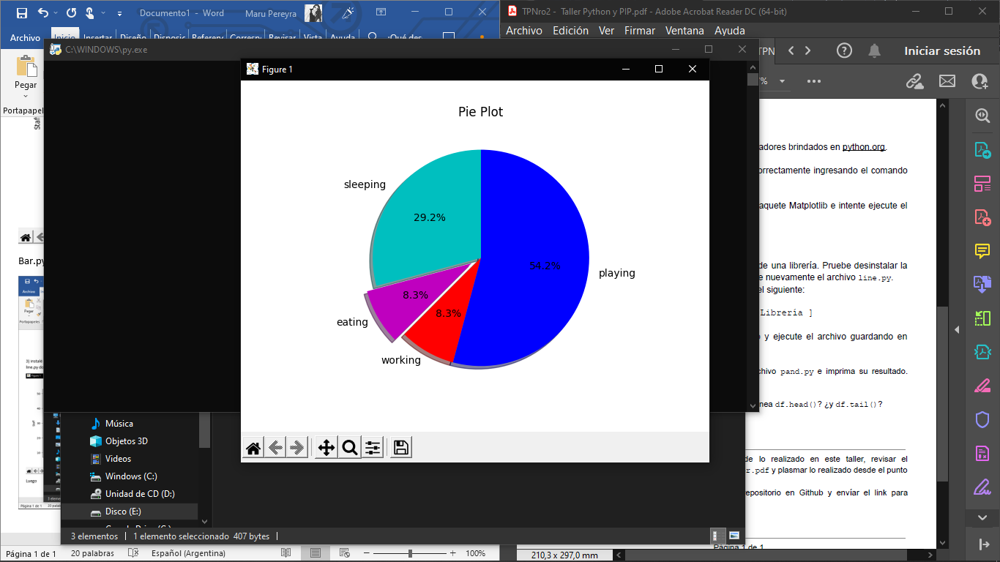 Documento1 - Word
Maru Pereyra
Archivo Inicio Insertar Diseño Disposic Referenv Corresp Revisar Vista Ayuda ¿Qué des
Pegar
Portapapel
Bar.py
Página 1 de 1 20 palabras Español (Argentina) 100%
TPNro2 - Taller Python y PIP.pdf - Adobe Acrobat Reader DC (64-bit)
Archivo Edición Ver Firmar Ventana Ayuda
TPN
Iniciar sesión
C:\WINDOWS\py.exe
Figure 1
Pie Plot
sleeping
29.2%
54.2%
playing
8.3%
eating
8.3%
working
adores brindados en python.org.
orrectamente ingresando el comando
aquete Matplotlib e intente ejecute el
de una librería. Pruebe desinstalar la
e nuevamente el archivo line.py.
el siguiente:
Librería ]
y ejecute el archivo guardando en
chivo pand.py e imprima su resultado.
nea df.head()? ¿y df.tail()?
de lo realizado en este taller, revisar el
r.pdf y plasmar lo realizado desde el punto
epositorio en Github y envíar el link para
Página 1 de 1
210,3 x 297,0 mm
Música
Objetos 3D
Videos
Windows (C:)
Unidad de CD (D:)
Disco (E:)
3 elementos 1 elemento seleccionado 407 bytes